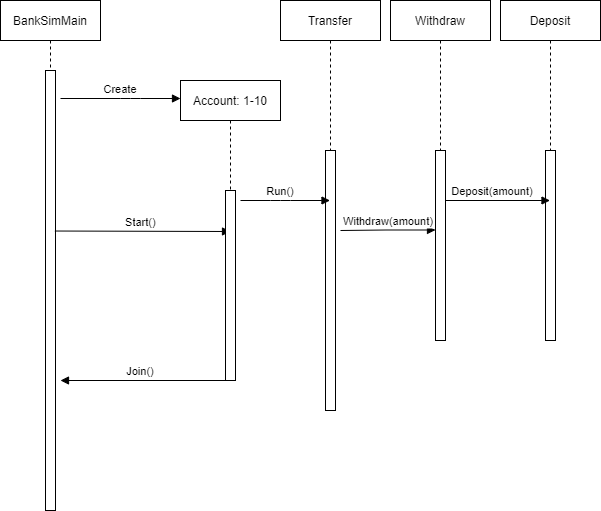 BankSimMain
Transfer
Withdraw
Deposit
Create
Account: 1-10
Run()
Deposit(amount)
Start()
Withdraw(amount)
Join()